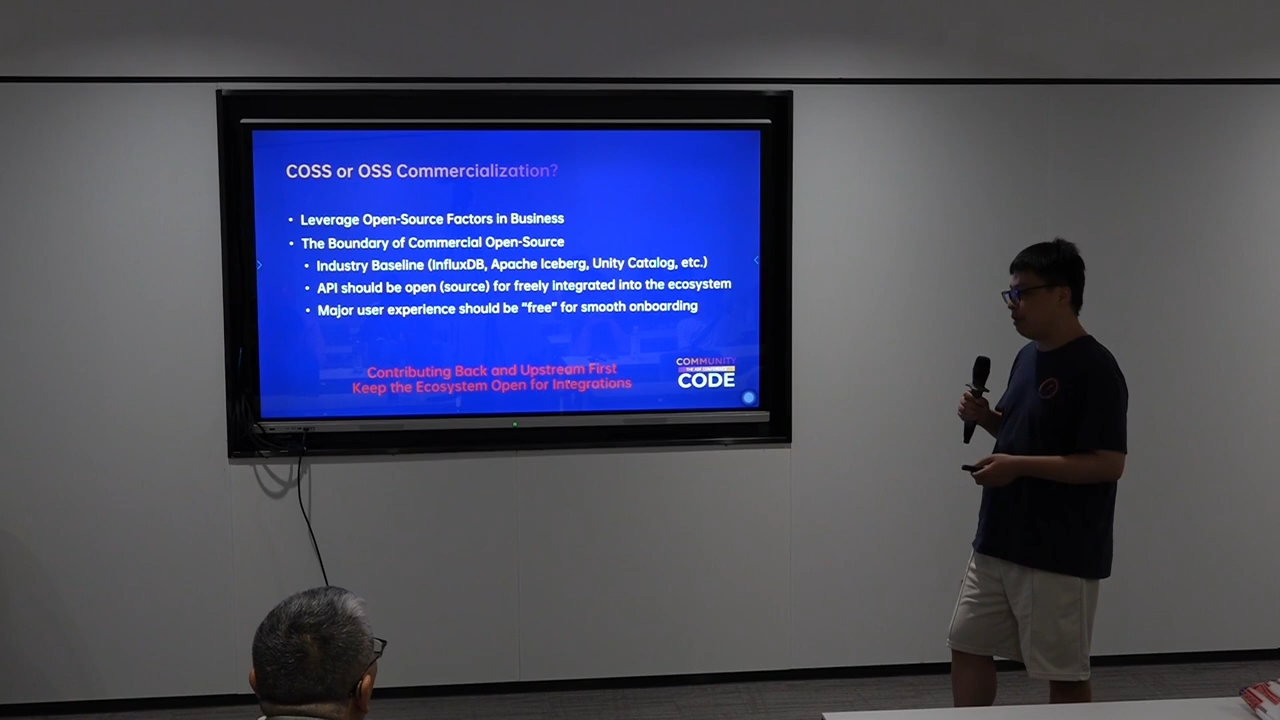 COSS or OSS Commercialization?
• Leverage Open-Source Factors in Business
• The Boundary of Commercial Open-Source
• Industry Baseline (InfluxDB, Apache Iceberg, Unity Catalog, etc.)
• API should be open (source) for freely integrated into the ecosystem
• Major user experience should be “free” for smooth onboarding
Contributing Back and Upstream First
Keep the Ecosystem Open for Integrations
COMMUNITY
THE ASF CONFERENCE
CODE